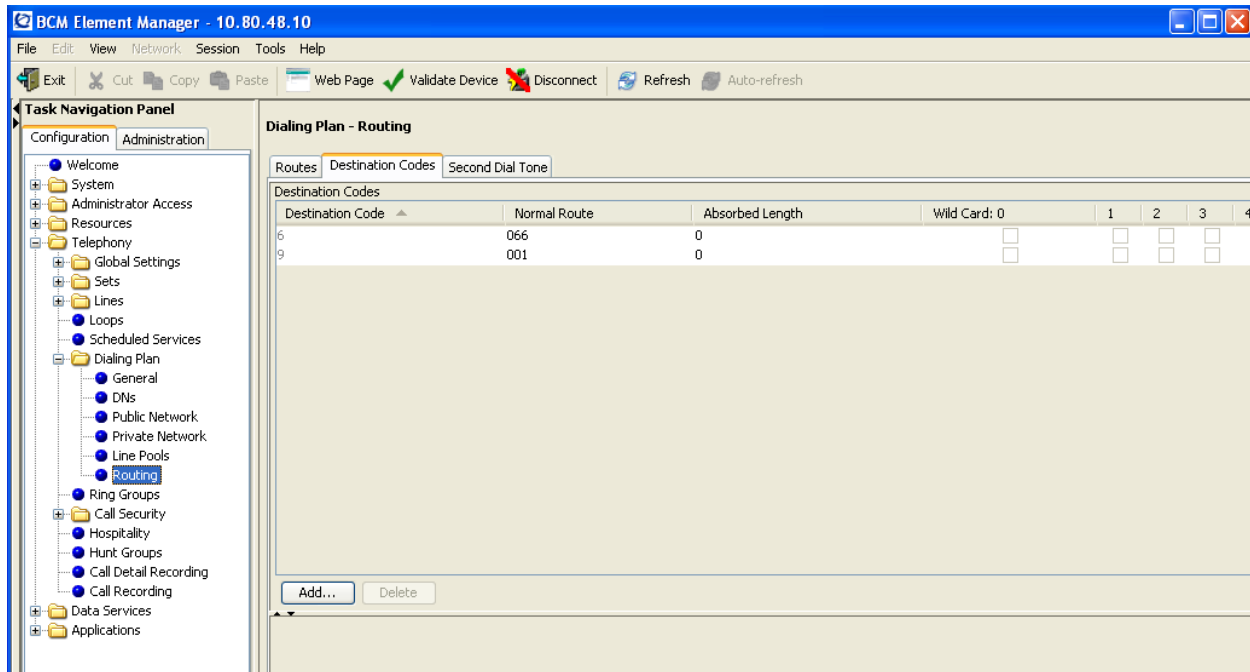 BCM Element Manager - 10.80.48.10
File Edit View Network Session Tools Help
Exit Cut Copy Paste Web Page Validate Device Disconnect Refresh Auto-refresh
Task Navigation Panel
Configuration Administration
Welcome
System
Administrator Access
Resources
Telephony
Global Settings
Sets
Lines
Loops
Scheduled Services
Dialing Plan
General
DNs
Public Network
Private Network
Line Pools
Routing
Ring Groups
Call Security
Hospitality
Hunt Groups
Call Detail Recording
Call Recording
Data Services
Applications
Dialing Plan - Routing
Routes Destination Codes Second Dial Tone
Destination Codes
Destination Code Normal Route Absorbed Length Wild Card: 0 1 2 3 4
6 066 0
9 001 0
Add... Delete